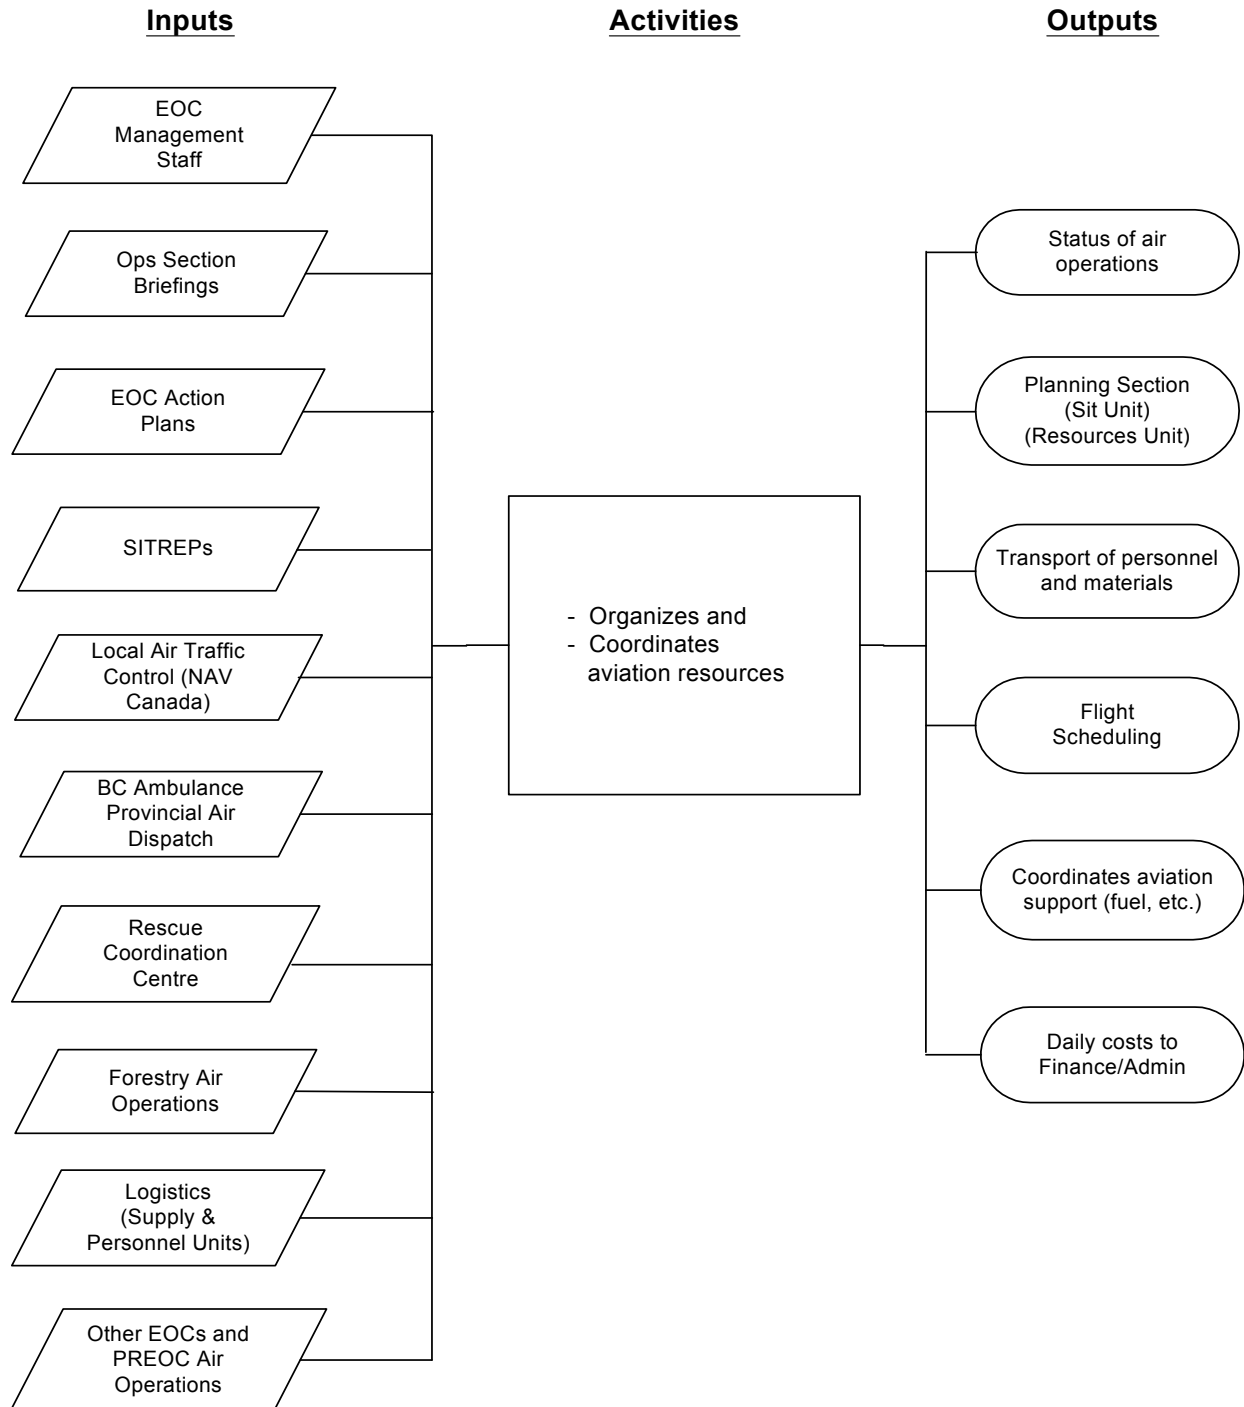 Inputs
Activities
Outputs
EOC
Management
Staff
Ops Section
Briefings
EOC Action
Plans
SITREPs
Local Air Traffic
Control (NAV
Canada)
BC Ambulance
Provincial Air
Dispatch
Rescue
Coordination
Centre
Forestry Air
Operations
Logistics
(Supply &
Personnel Units)
Other EOCs and
PREOC Air
Operations
- Organizes and
- Coordinates
aviation resources
Status of air
operations
Planning Section
(Sit Unit)
(Resources Unit)
Transport of personnel
and materials
Flight
Scheduling
Coordinates aviation
support (fuel, etc.)
Daily costs to
Finance/Admin